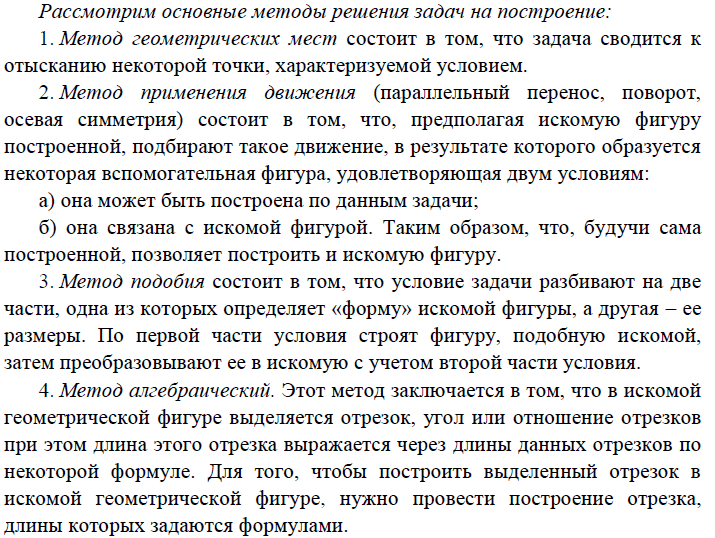 Рассмотрим основные методы решения задач на построение:
1. Метод геометрических мест состоит в том, что задача сводится к
отысканию некоторой точки, характеризуемой условием.
2. Метод применения движения (параллельный перенос, поворот,
осевая симметрия) состоит в том, что, предполагая искомую фигуру
построенной, подбирают такое движение, в результате которого образуется
некоторая вспомогательная фигура, удовлетворяющая двум условиям:
а) она может быть построена по данным задачи;
б) она связана с искомой фигурой. Таким образом, что, будучи сама
построенной, позволяет построить и искомую фигуру.
3. Метод подобия состоит в том, что условие задачи разбивают на две
части, одна из которых определяет «форму» искомой фигуры, а другая – ее
размеры. По первой части условия строят фигуру, подобную искомой,
затем преобразовывают ее в искомую с учетом второй части условия.
4. Метод алгебраический. Этот метод заключается в том, что в искомой
геометрической фигуре выделяется отрезок, угол или отношение отрезков
при этом длина этого отрезка выражается через длины данных отрезков по
некоторой формуле. Для того, чтобы построить выделенный отрезок в
искомой геометрической фигуре, нужно провести построение отрезка,
длины которых задаются формулами.